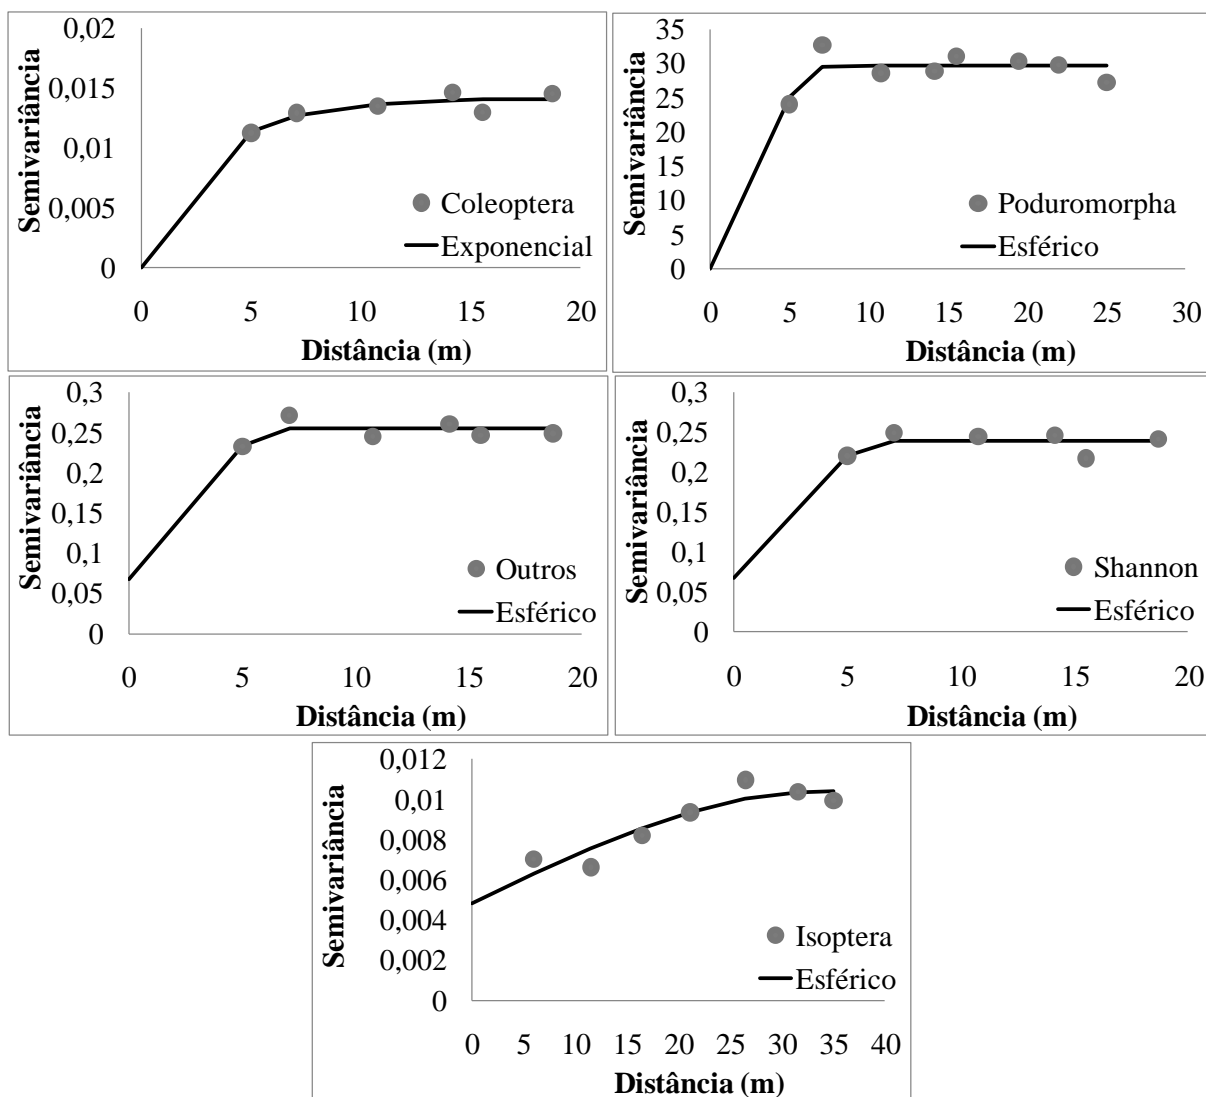 Semivariância
0,02
0,015
0,01
0,005
0
Coleoptera
Exponencial
0 5 10 15 20
Distância (m)
Semivariância
35
30
25
20
15
10
5
0
Poduromorpha
Esférico
0 5 10 15 20 25 30
Distância (m)
Semivariância
0,3
0,25
0,2
0,15
0,1
0,05
0
Outros
Esférico
0 5 10 15 20
Distância (m)
Semivariância
0,3
0,25
0,2
0,15
0,1
0,05
0
Shannon
Esférico
0 5 10 15 20
Distância (m)
Semivariância
0,012
0,01
0,008
0,006
0,004
0,002
0
Isoptera
Esférico
0 5 10 15 20 25 30 35 40
Distância (m)